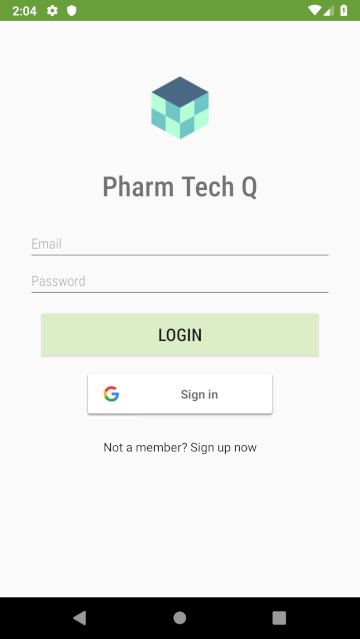 2:04
Pharm Tech Q
Email
Password
LOGIN
Sign in
Not a member? Sign up now